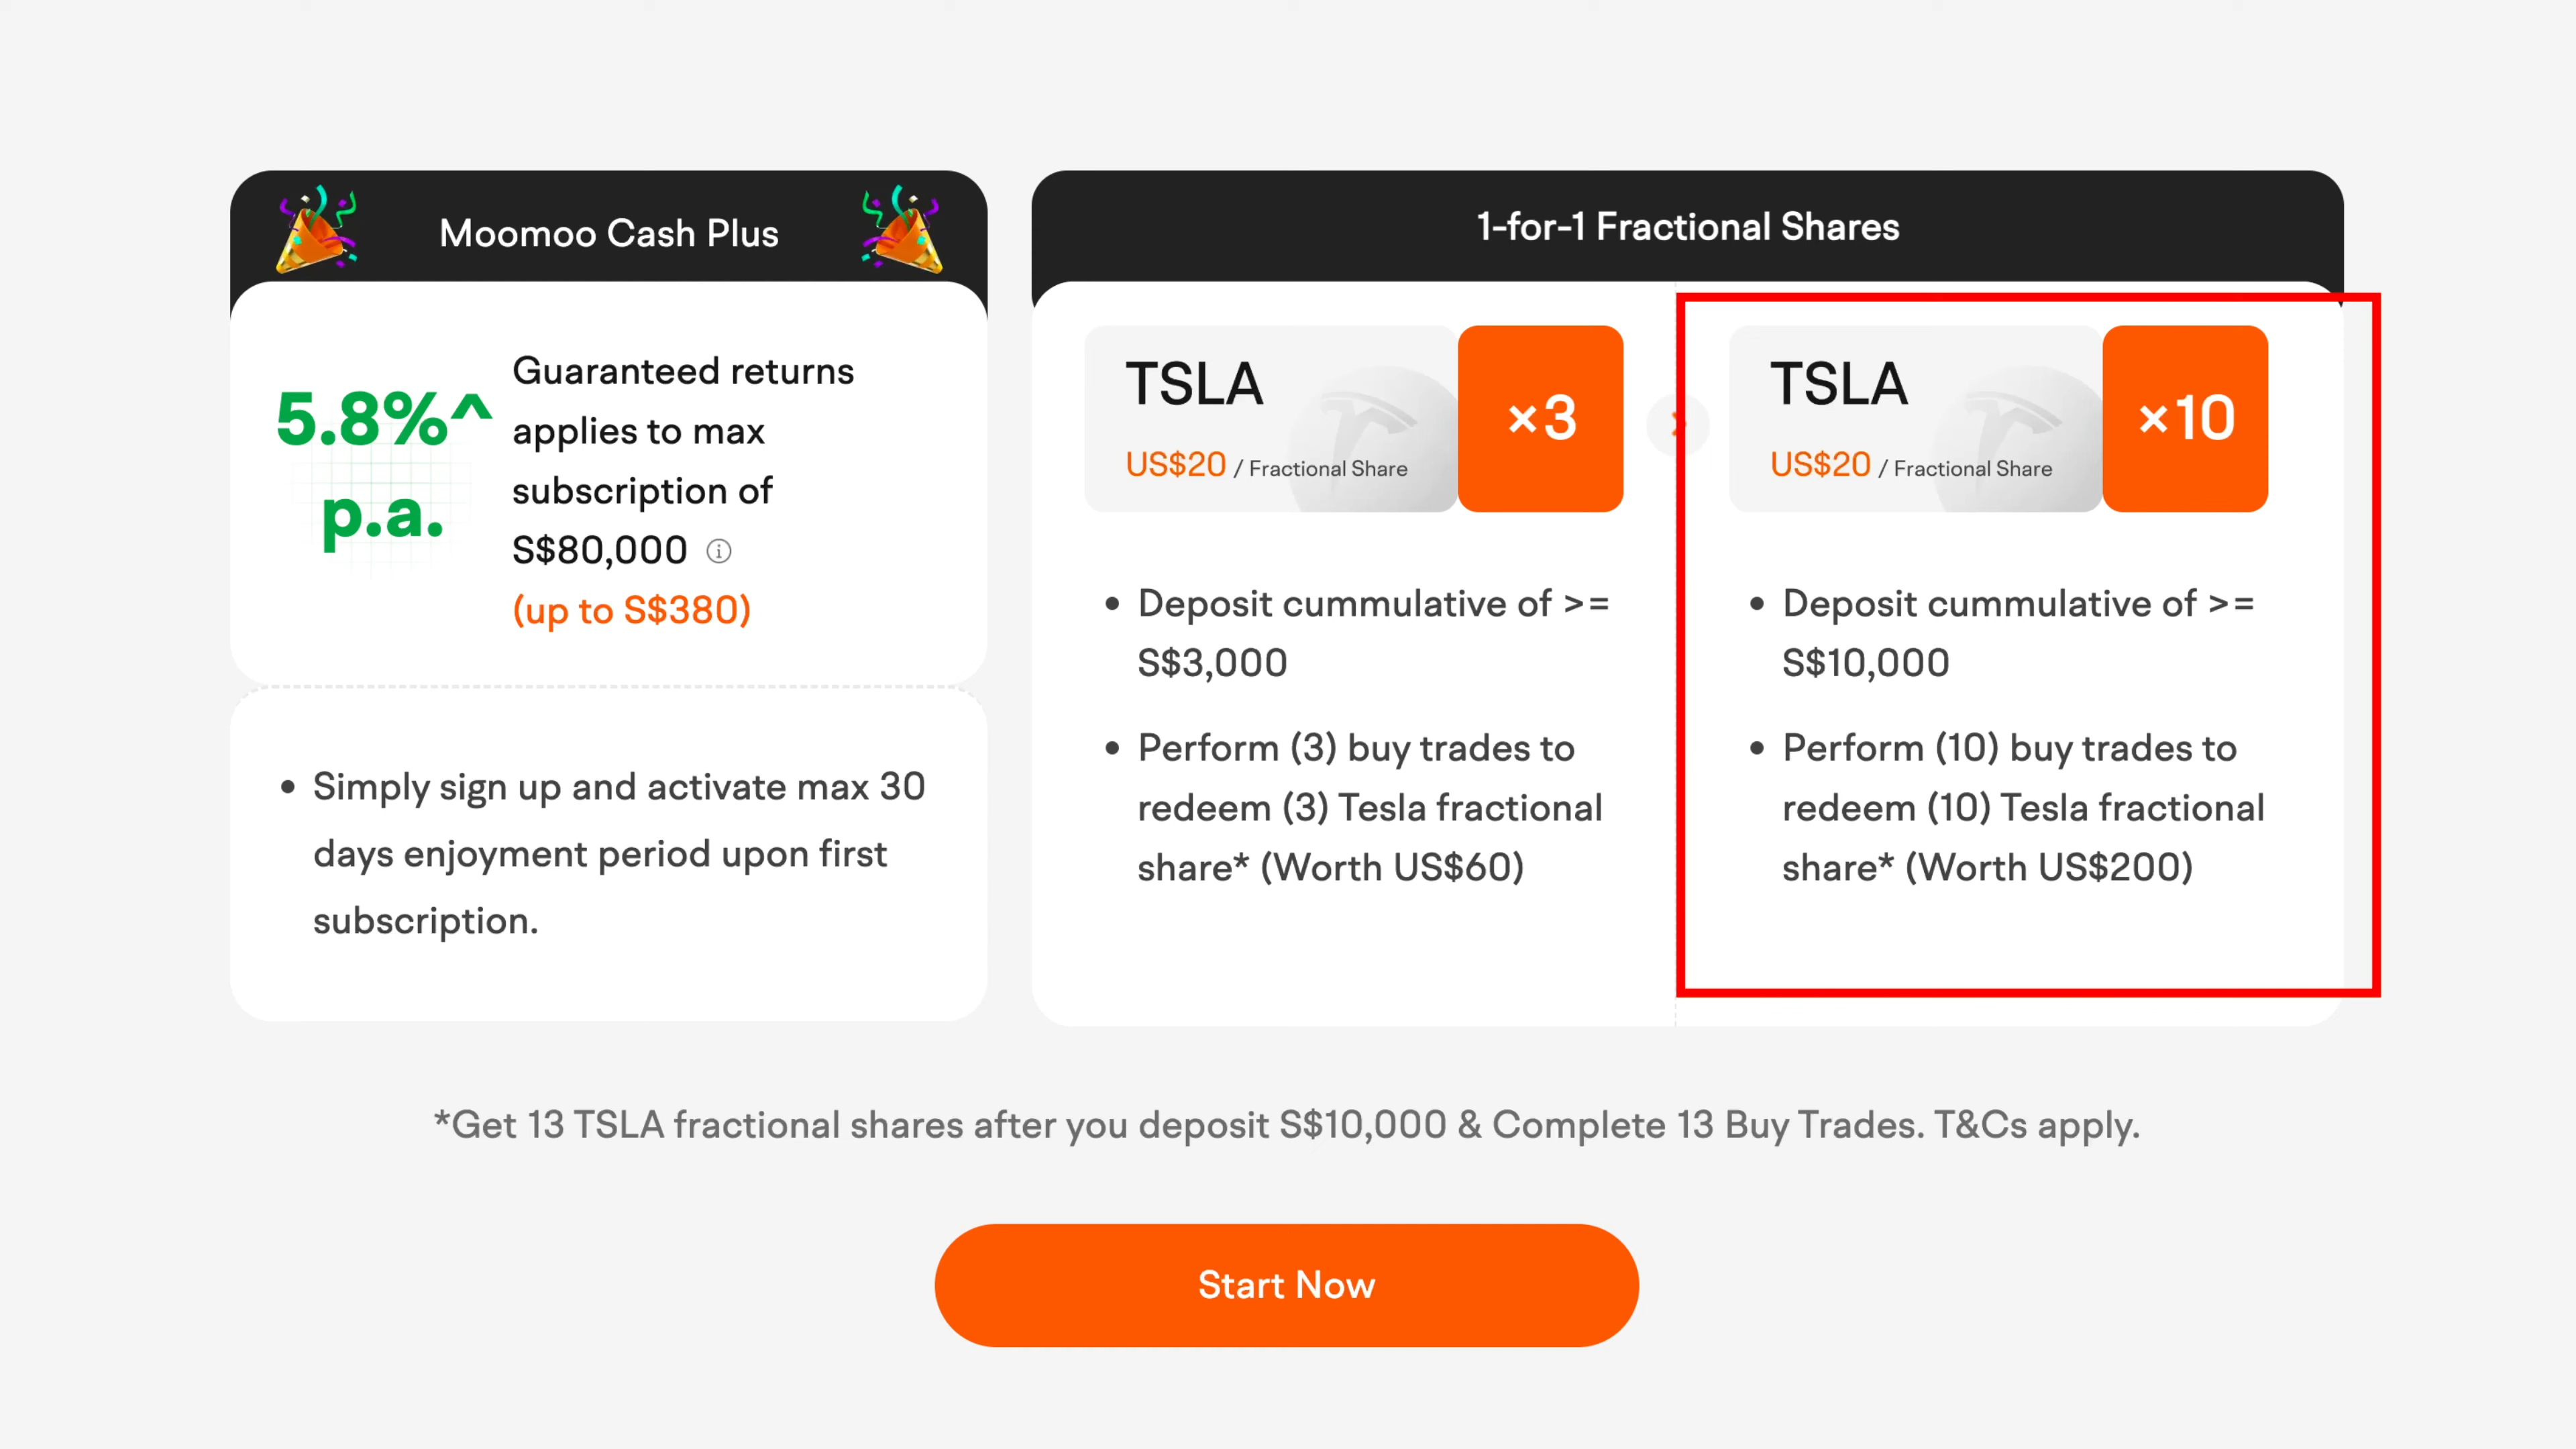 Moomoo Cash Plus
5.8%^
p.a.
Guaranteed returns
applies to max
subscription of
S$80,000
(up to S$380)
Simply sign up and activate max 30
days enjoyment period upon first
subscription.
1-for-1 Fractional Shares
TSLA
US$20 / Fractional Share
×3
Deposit cummulative of >=
S$3,000
Perform (3) buy trades to
redeem (3) Tesla fractional
share* (Worth US$60)
TSLA
US$20 / Fractional Share
×10
Deposit cummulative of >=
S$10,000
Perform (10) buy trades to
redeem (10) Tesla fractional
share* (Worth US$200)
*Get 13 TSLA fractional shares after you deposit S$10,000 & Complete 13 Buy Trades. T&Cs apply.
Start Now